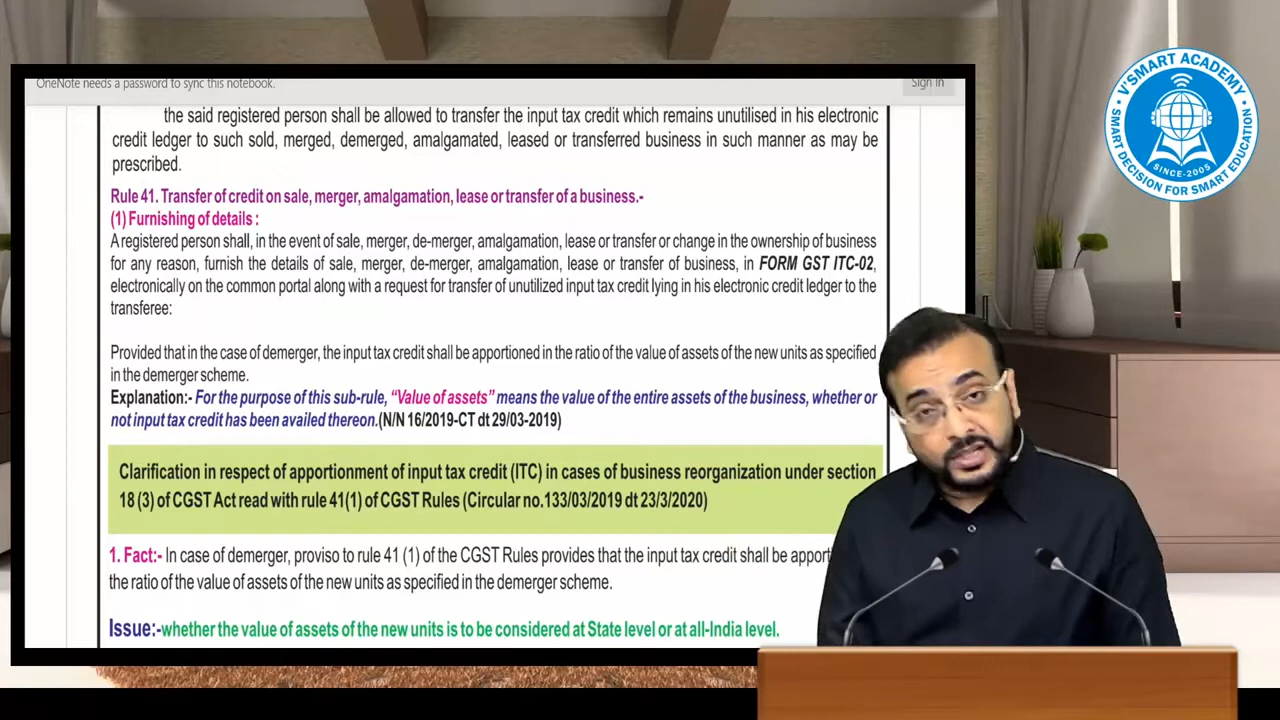 OneNote needs a password to sync this notebook.
Sign In
the said registered person shall be allowed to transfer the input tax credit which remains unutilised in his electronic
credit ledger to such sold, merged, demerged, amalgamated, leased or transferred business in such manner as may be
prescribed.
Rule 41. Transfer of credit on sale, merger, amalgamation, lease or transfer of a business.-
(1) Furnishing of details :
A registered person shall, in the event of sale, merger, de-merger, amalgamation, lease or transfer or change in the ownership of business
for any reason, furnish the details of sale, merger, de-merger, amalgamation, lease or transfer of business, in FORM GST ITC-02,
electronically on the common portal along with a request for transfer of unutilized input tax credit lying in his electronic credit ledger to the
transferee:
Provided that in the case of demerger, the input tax credit shall be apportioned in the ratio of the value of assets of the new units as specified
in the demerger scheme.
Explanation:- For the purpose of this sub-rule, “Value of assets” means the value of the entire assets of the business, whether or
not input tax credit has been availed thereon.(N/N 16/2019-CT dt 29/03-2019)
Clarification in respect of apportionment of input tax credit (ITC) in cases of business reorganization under section
18 (3) of CGST Act read with rule 41(1) of CGST Rules (Circular no.133/03/2019 dt 23/3/2020)
1. Fact:- In case of demerger, proviso to rule 41 (1) of the CGST Rules provides that the input tax credit shall be apport
the ratio of the value of assets of the new units as specified in the demerger scheme.
Issue:-whether the value of assets of the new units is to be considered at State level or at all-India level.
V'SMART ACADEMY
SINCE-2005
SMART DECISION FOR SMART EDUCATION